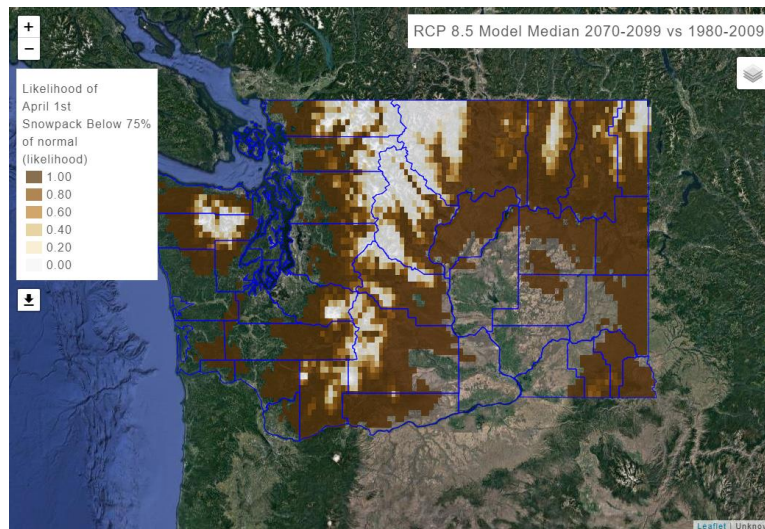 +
RCP 8.5 Model Median 2070-2099 vs 1980-2009
−
Likelihood of
April 1st
Snowpack Below 75%
of normal
(likelihood)
1.00
0.80
0.60
0.40
0.20
0.00
Leaflet | Unkno